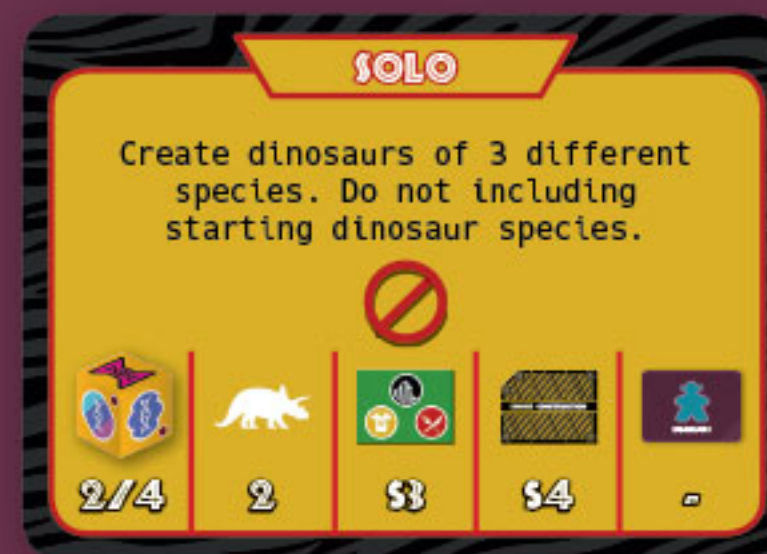 SOLO
Create dinosaurs of 3 different
species. Do not including
starting dinosaur species.
2/4 2 $3 $4 -